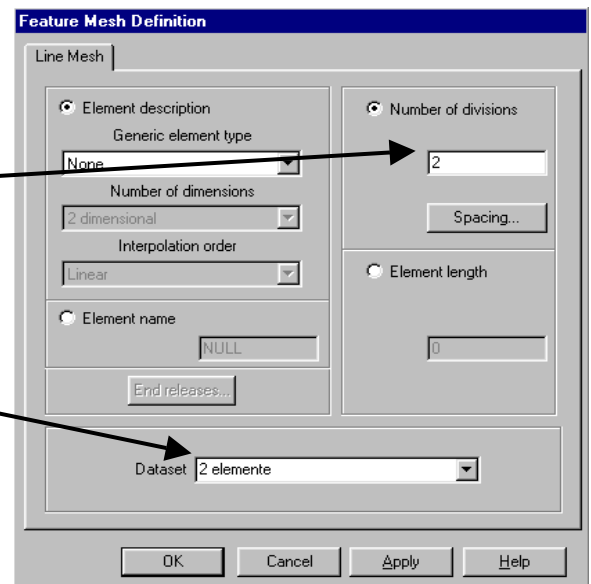 Feature Mesh Definition
Line Mesh
Element description
Generic element type
None
Number of dimensions
2 dimensional
Interpolation order
Linear
Element name
NULL
End releases...
Number of divisions
2
Spacing...
Element length
0
Dataset 2 elemente
OK Cancel Apply Help